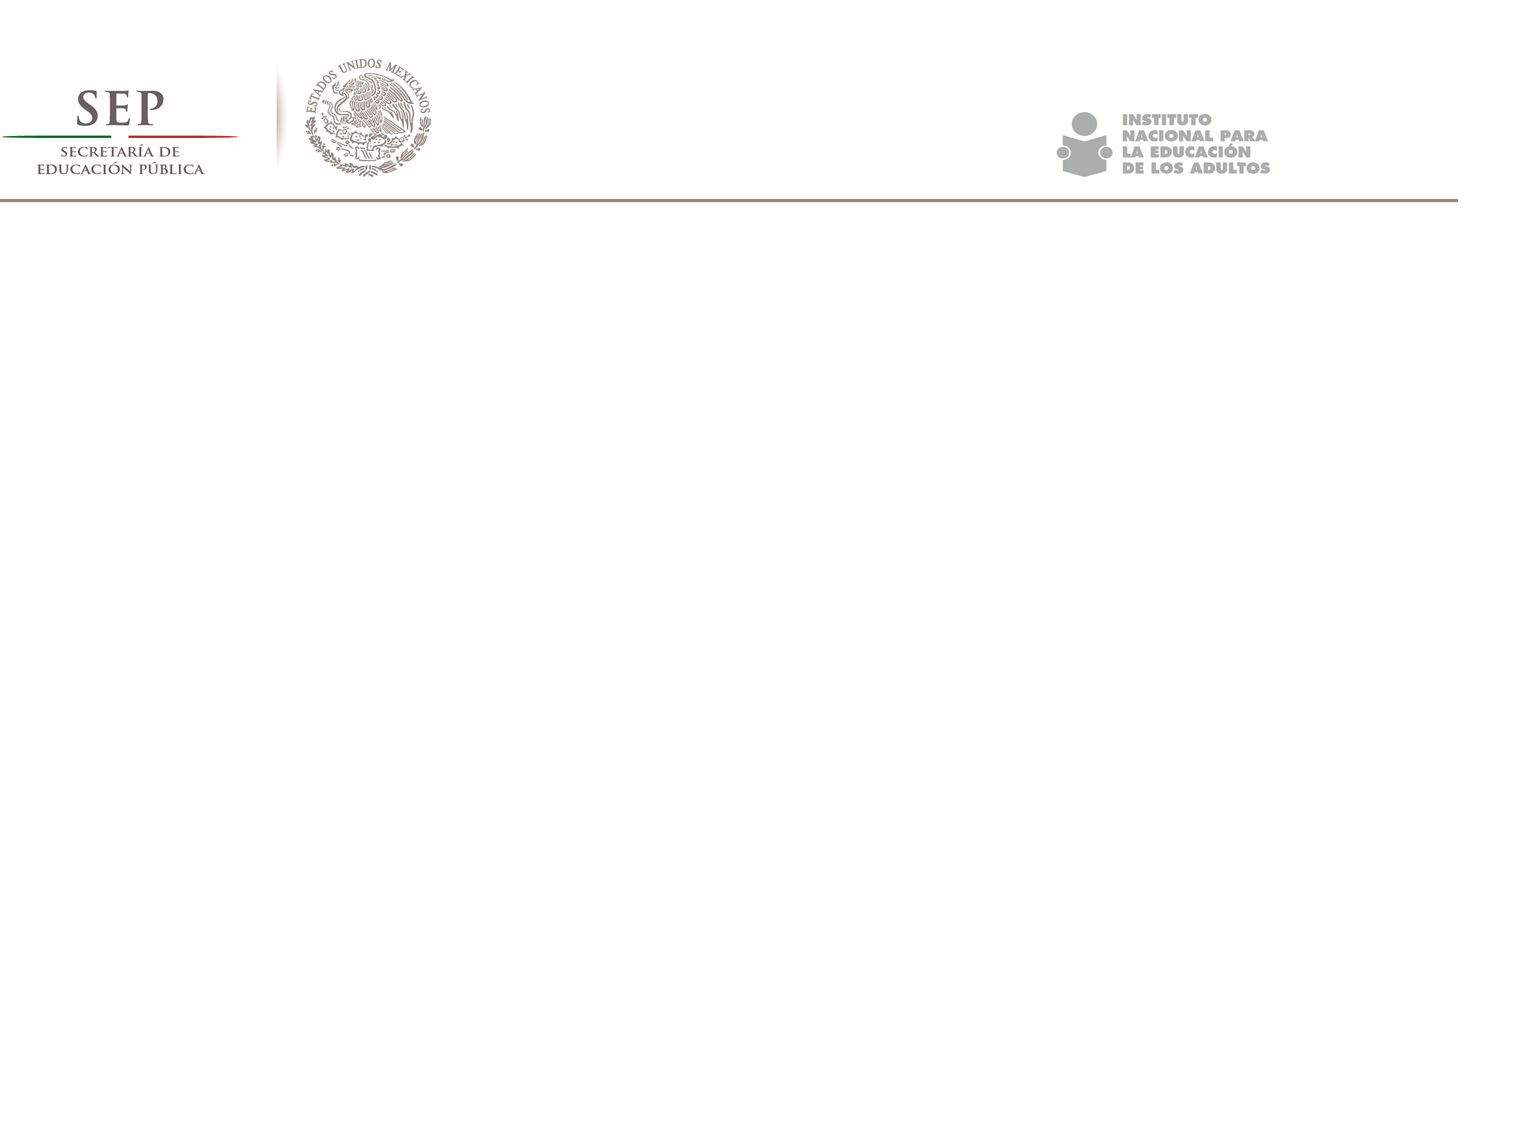 SEP
SECRETARÍA DE
EDUCACIÓN PÚBLICA
ESTADOS UNIDOS MEXICANOS
INSTITUTO
NACIONAL PARA
LA EDUCACIÓN
DE LOS ADULTOS